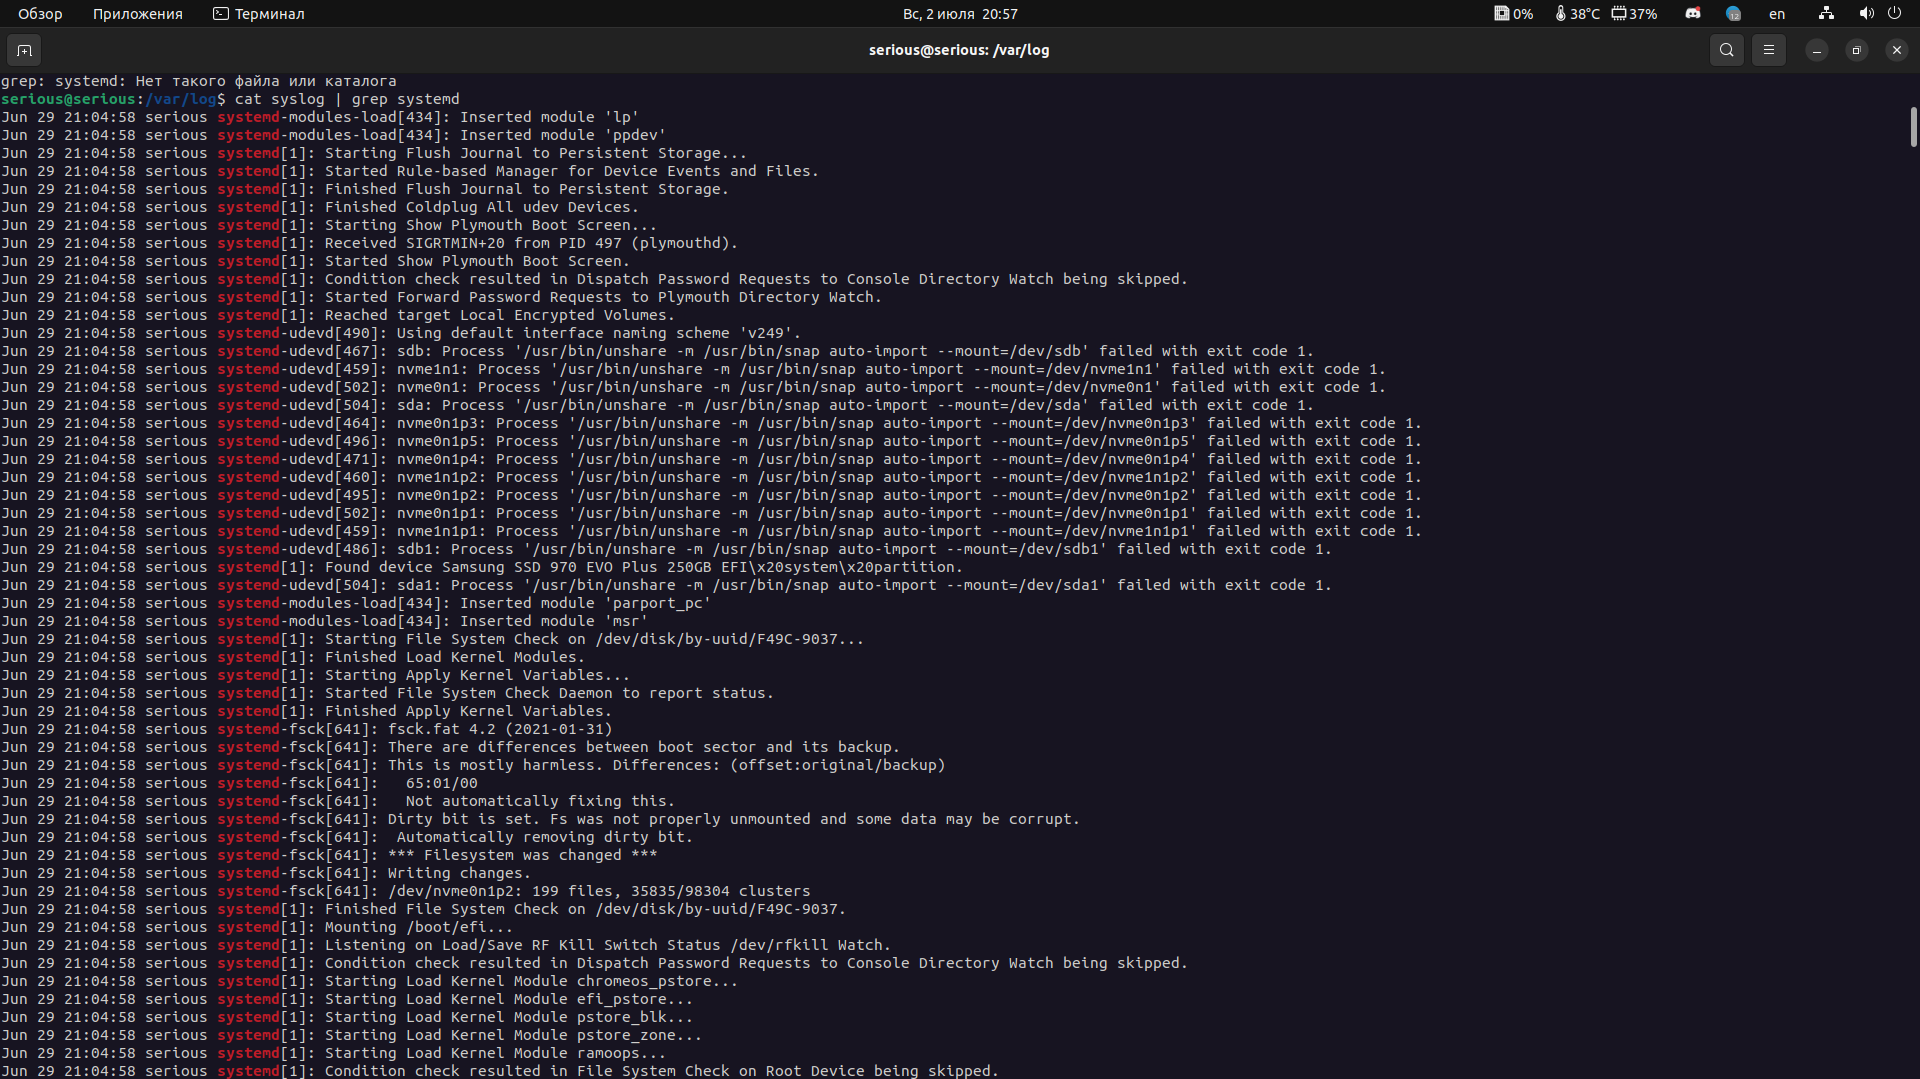 Обзор Приложения Терминал Вс, 2 июля 20:57 0% 38°C 37% 12 en
serious@serious: /var/log
grep: systemd: Нет такого файла или каталога
serious@serious:/var/log$ cat syslog | grep systemd
Jun 29 21:04:58 serious systemd-modules-load[434]: Inserted module 'lp'
Jun 29 21:04:58 serious systemd-modules-load[434]: Inserted module 'ppdev'
Jun 29 21:04:58 serious systemd[1]: Starting Flush Journal to Persistent Storage...
Jun 29 21:04:58 serious systemd[1]: Started Rule-based Manager for Device Events and Files.
Jun 29 21:04:58 serious systemd[1]: Finished Flush Journal to Persistent Storage.
Jun 29 21:04:58 serious systemd[1]: Finished Coldplug All udev Devices.
Jun 29 21:04:58 serious systemd[1]: Starting Show Plymouth Boot Screen...
Jun 29 21:04:58 serious systemd[1]: Received SIGRTMIN+20 from PID 497 (plymouthd).
Jun 29 21:04:58 serious systemd[1]: Started Show Plymouth Boot Screen.
Jun 29 21:04:58 serious systemd[1]: Condition check resulted in Dispatch Password Requests to Console Directory Watch being skipped.
Jun 29 21:04:58 serious systemd[1]: Started Forward Password Requests to Plymouth Directory Watch.
Jun 29 21:04:58 serious systemd[1]: Reached target Local Encrypted Volumes.
Jun 29 21:04:58 serious systemd-udevd[490]: Using default interface naming scheme 'v249'.
Jun 29 21:04:58 serious systemd-udevd[467]: sdb: Process '/usr/bin/unshare -m /usr/bin/snap auto-import --mount=/dev/sdb' failed with exit code 1.
Jun 29 21:04:58 serious systemd-udevd[459]: nvme1n1: Process '/usr/bin/unshare -m /usr/bin/snap auto-import --mount=/dev/nvme1n1' failed with exit code 1.
Jun 29 21:04:58 serious systemd-udevd[502]: nvme0n1: Process '/usr/bin/unshare -m /usr/bin/snap auto-import --mount=/dev/nvme0n1' failed with exit code 1.
Jun 29 21:04:58 serious systemd-udevd[504]: sda: Process '/usr/bin/unshare -m /usr/bin/snap auto-import --mount=/dev/sda' failed with exit code 1.
Jun 29 21:04:58 serious systemd-udevd[464]: nvme0n1p3: Process '/usr/bin/unshare -m /usr/bin/snap auto-import --mount=/dev/nvme0n1p3' failed with exit code 1.
Jun 29 21:04:58 serious systemd-udevd[496]: nvme0n1p5: Process '/usr/bin/unshare -m /usr/bin/snap auto-import --mount=/dev/nvme0n1p5' failed with exit code 1.
Jun 29 21:04:58 serious systemd-udevd[471]: nvme0n1p4: Process '/usr/bin/unshare -m /usr/bin/snap auto-import --mount=/dev/nvme0n1p4' failed with exit code 1.
Jun 29 21:04:58 serious systemd-udevd[460]: nvme1n1p2: Process '/usr/bin/unshare -m /usr/bin/snap auto-import --mount=/dev/nvme1n1p2' failed with exit code 1.
Jun 29 21:04:58 serious systemd-udevd[495]: nvme0n1p2: Process '/usr/bin/unshare -m /usr/bin/snap auto-import --mount=/dev/nvme0n1p2' failed with exit code 1.
Jun 29 21:04:58 serious systemd-udevd[502]: nvme0n1p1: Process '/usr/bin/unshare -m /usr/bin/snap auto-import --mount=/dev/nvme0n1p1' failed with exit code 1.
Jun 29 21:04:58 serious systemd-udevd[459]: nvme1n1p1: Process '/usr/bin/unshare -m /usr/bin/snap auto-import --mount=/dev/nvme1n1p1' failed with exit code 1.
Jun 29 21:04:58 serious systemd-udevd[486]: sdb1: Process '/usr/bin/unshare -m /usr/bin/snap auto-import --mount=/dev/sdb1' failed with exit code 1.
Jun 29 21:04:58 serious systemd[1]: Found device Samsung SSD 970 EVO Plus 250GB EFI\x20system\x20partition.
Jun 29 21:04:58 serious systemd-udevd[504]: sda1: Process '/usr/bin/unshare -m /usr/bin/snap auto-import --mount=/dev/sda1' failed with exit code 1.
Jun 29 21:04:58 serious systemd-modules-load[434]: Inserted module 'parport_pc'
Jun 29 21:04:58 serious systemd-modules-load[434]: Inserted module 'msr'
Jun 29 21:04:58 serious systemd[1]: Starting File System Check on /dev/disk/by-uuid/F49C-9037...
Jun 29 21:04:58 serious systemd[1]: Finished Load Kernel Modules.
Jun 29 21:04:58 serious systemd[1]: Starting Apply Kernel Variables...
Jun 29 21:04:58 serious systemd[1]: Started File System Check Daemon to report status.
Jun 29 21:04:58 serious systemd[1]: Finished Apply Kernel Variables.
Jun 29 21:04:58 serious systemd-fsck[641]: fsck.fat 4.2 (2021-01-31)
Jun 29 21:04:58 serious systemd-fsck[641]: There are differences between boot sector and its backup.
Jun 29 21:04:58 serious systemd-fsck[641]: This is mostly harmless. Differences: (offset:original/backup)
Jun 29 21:04:58 serious systemd-fsck[641]:   65:01/00
Jun 29 21:04:58 serious systemd-fsck[641]:   Not automatically fixing this.
Jun 29 21:04:58 serious systemd-fsck[641]: Dirty bit is set. Fs was not properly unmounted and some data may be corrupt.
Jun 29 21:04:58 serious systemd-fsck[641]:  Automatically removing dirty bit.
Jun 29 21:04:58 serious systemd-fsck[641]: *** Filesystem was changed ***
Jun 29 21:04:58 serious systemd-fsck[641]: Writing changes.
Jun 29 21:04:58 serious systemd-fsck[641]: /dev/nvme0n1p2: 199 files, 35835/98304 clusters
Jun 29 21:04:58 serious systemd[1]: Finished File System Check on /dev/disk/by-uuid/F49C-9037.
Jun 29 21:04:58 serious systemd[1]: Mounting /boot/efi...
Jun 29 21:04:58 serious systemd[1]: Listening on Load/Save RF Kill Switch Status /dev/rfkill Watch.
Jun 29 21:04:58 serious systemd[1]: Condition check resulted in Dispatch Password Requests to Console Directory Watch being skipped.
Jun 29 21:04:58 serious systemd[1]: Starting Load Kernel Module chromeos_pstore...
Jun 29 21:04:58 serious systemd[1]: Starting Load Kernel Module efi_pstore...
Jun 29 21:04:58 serious systemd[1]: Starting Load Kernel Module pstore_blk...
Jun 29 21:04:58 serious systemd[1]: Starting Load Kernel Module pstore_zone...
Jun 29 21:04:58 serious systemd[1]: Starting Load Kernel Module ramoops...
Jun 29 21:04:58 serious systemd[1]: Condition check resulted in File System Check on Root Device being skipped.